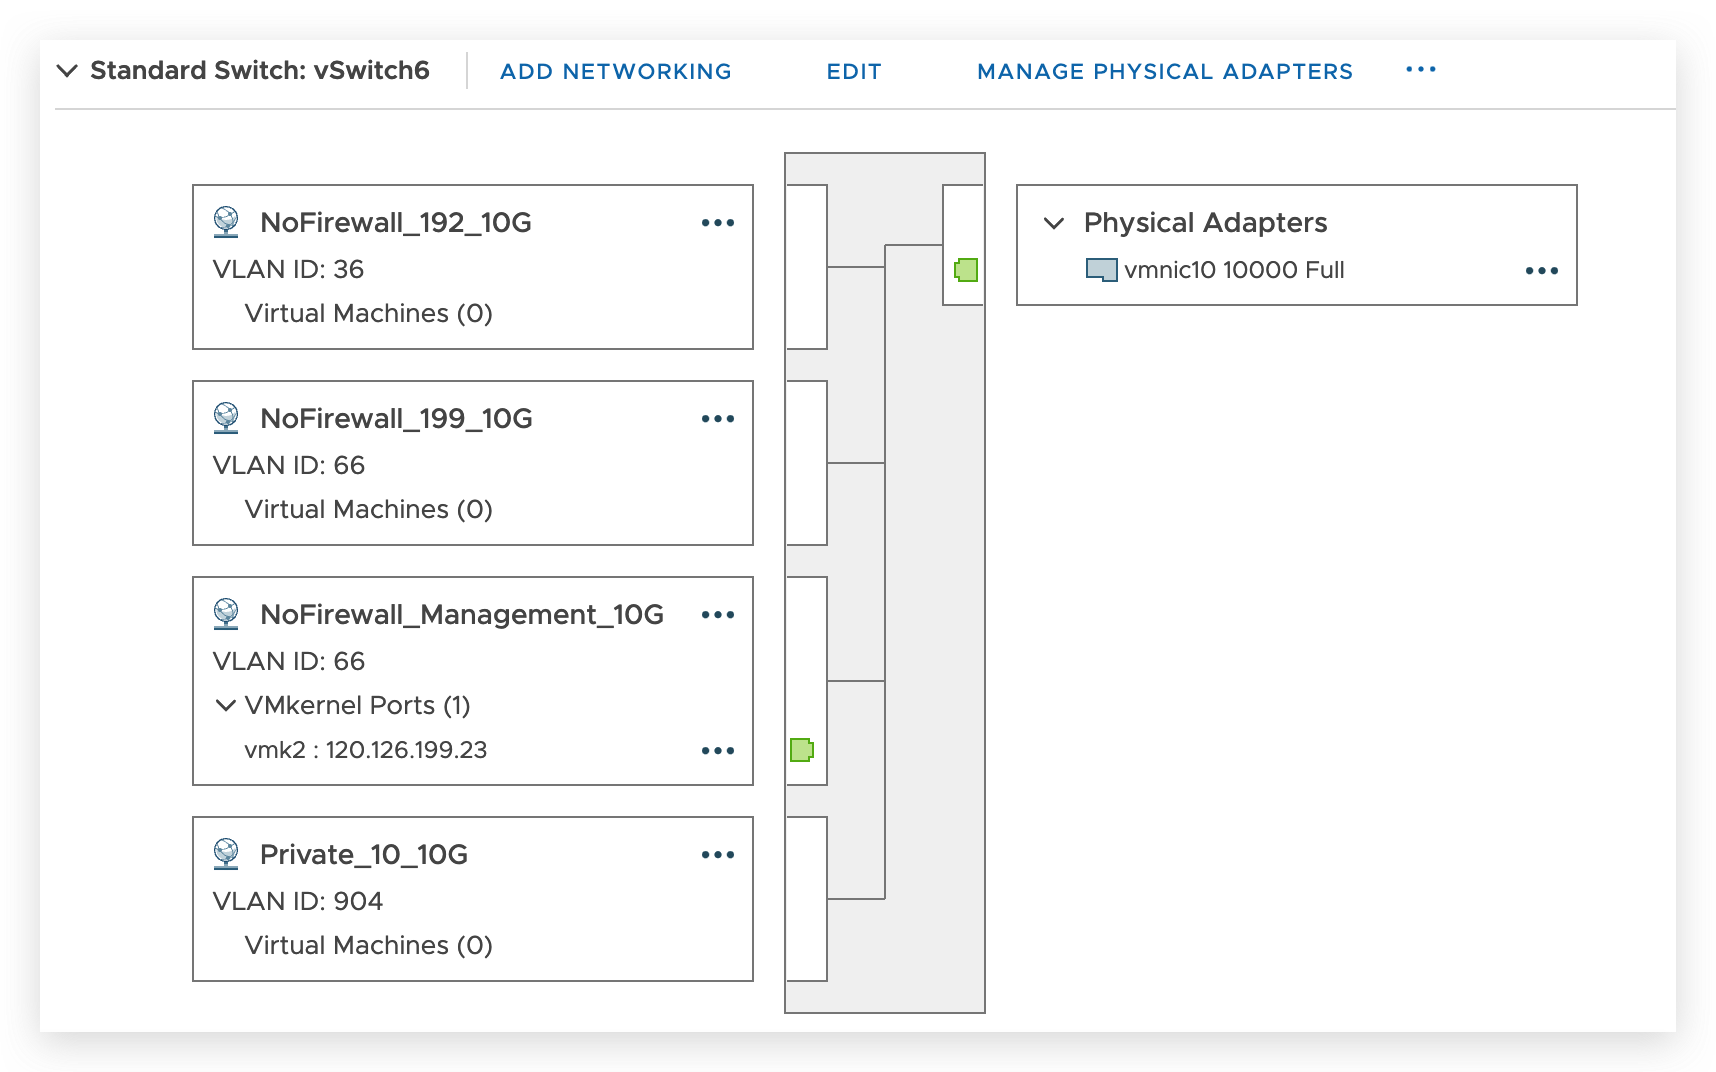 Standard Switch: vSwitch6 ADD NETWORKING EDIT MANAGE PHYSICAL ADAPTERS ...
NoFirewall_192_10G
VLAN ID: 36
Virtual Machines (0)
NoFirewall_199_10G
VLAN ID: 66
Virtual Machines (0)
NoFirewall_Management_10G
VLAN ID: 66
VMkernel Ports (1)
vmk2 : 120.126.199.23
Private_10_10G
VLAN ID: 904
Virtual Machines (0)
Physical Adapters
vmnic10 10000 Full